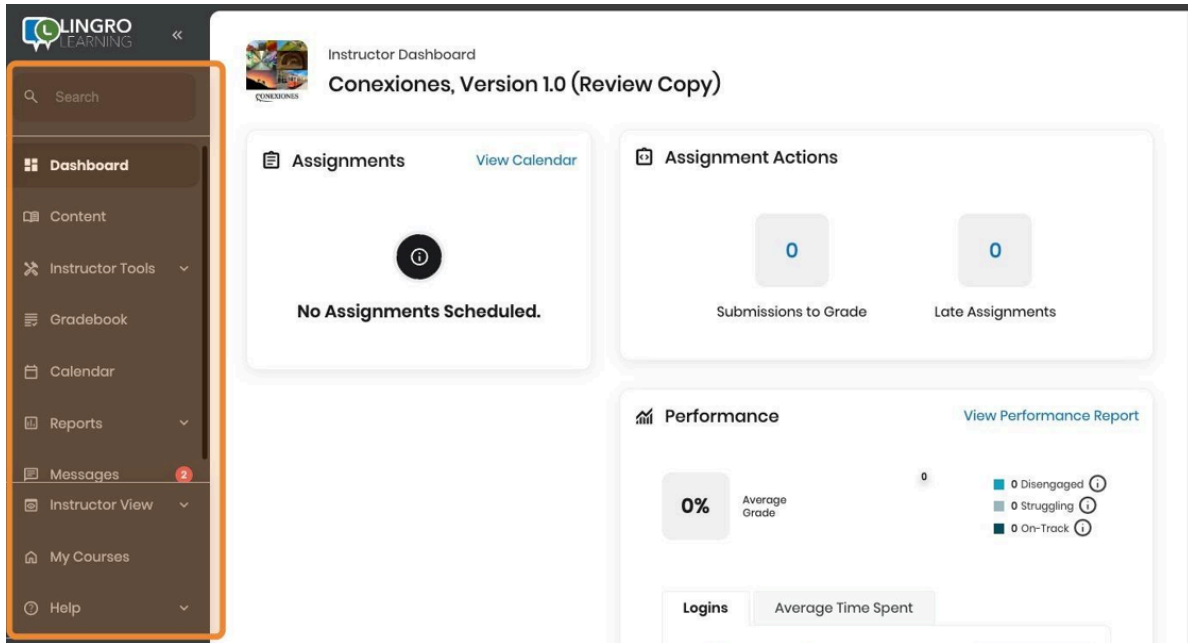 LINGRO
LEARNING
«
Search
Dashboard
Content
Instructor Tools
Gradebook
Calendar
Reports
Messages 2
Instructor View
My Courses
Help
CONEXIONES
Instructor Dashboard
Conexiones, Version 1.0 (Review Copy)
Assignments View Calendar
No Assignments Scheduled.
Assignment Actions
0 0
Submissions to Grade Late Assignments
Performance View Performance Report
0% Average
Grade
0
0 Disengaged
0 Struggling
0 On-Track
Logins Average Time Spent